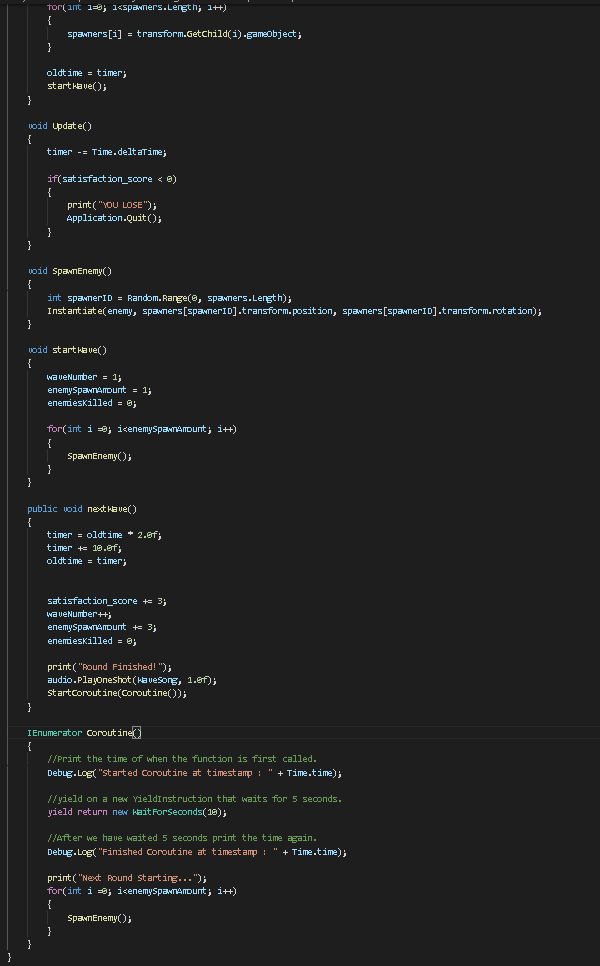 for(int i=0; i<spawners.Length; i++)
{
spawners[i] = transform.GetChild(i).gameObject;
}
oldtime = timer;
startWave();
}
void Update()
{
timer -= Time.deltaTime;
if(satisfaction_score < 0)
{
print("YOU LOSE");
Application.Quit();
}
}
void SpawnEnemy()
{
int spawnerID = Random.Range(0, spawners.Length);
Instantiate(enemy, spawners[spawnerID].transform.position, spawners[spawnerID].transform.rotation);
}
void startWave()
{
waveNumber = 1;
enemySpawnAmount = 1;
enemiesKilled = 0;
for(int i =0; i<enemySpawnAmount; i++)
{
SpawnEnemy();
}
}
public void nextWave()
{
timer = oldtime * 2.0f;
timer += 10.0f;
oldtime = timer;
satisfaction_score += 3;
waveNumber++;
enemySpawnAmount += 3;
enemiesKilled = 0;
print("Round Finished!");
audio.PlayOneShot(WaveSong, 1.0f);
StartCoroutine(Coroutine());
}
IEnumerator Coroutine()
{
//Print the time of when the function is first called.
Debug.Log("Started Coroutine at timestamp : " + Time.time);
//yield on a new YieldInstruction that waits for 5 seconds.
yield return new WaitForSeconds(10);
//After we have waited 5 seconds print the time again.
Debug.Log("Finished Coroutine at timestamp : " + Time.time);
print("Next Round Starting...");
for(int i =0; i<enemySpawnAmount; i++)
{
SpawnEnemy();
}
}
}